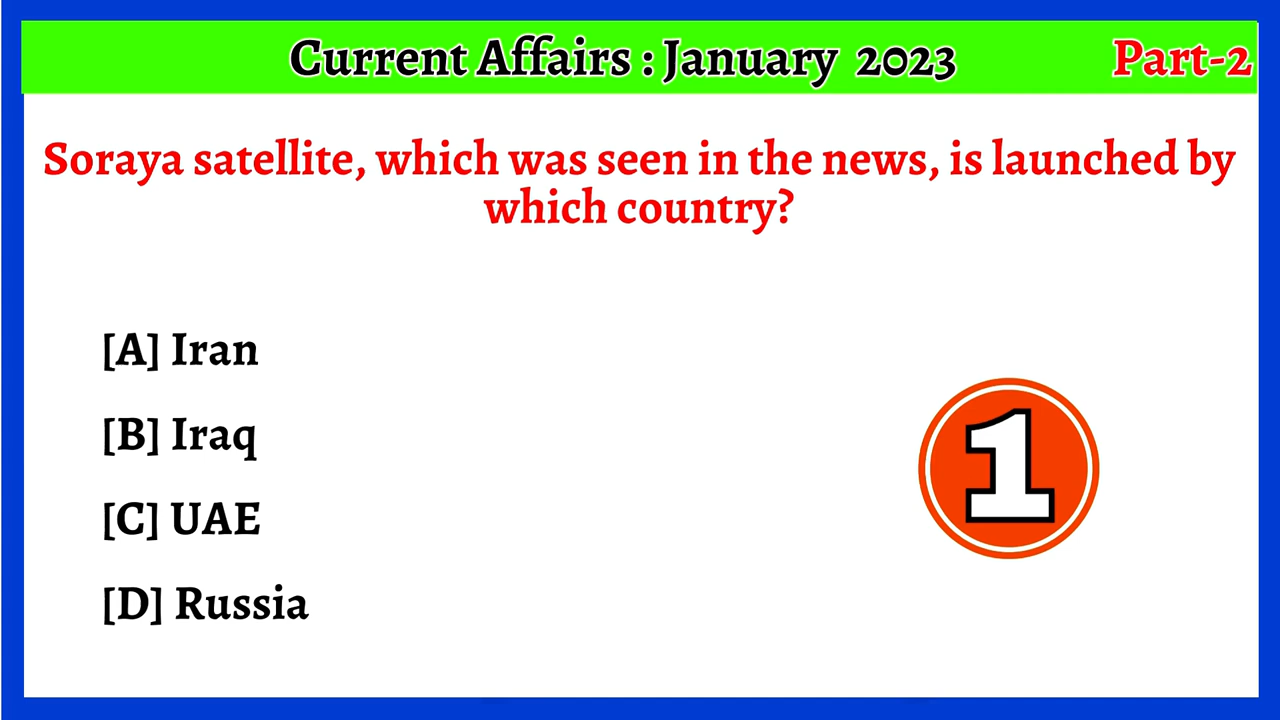 Current Affairs : January 2023 Part-2
Soraya satellite, which was seen in the news, is launched by
which country?
[A] Iran
[B] Iraq
[C] UAE
[D] Russia
1